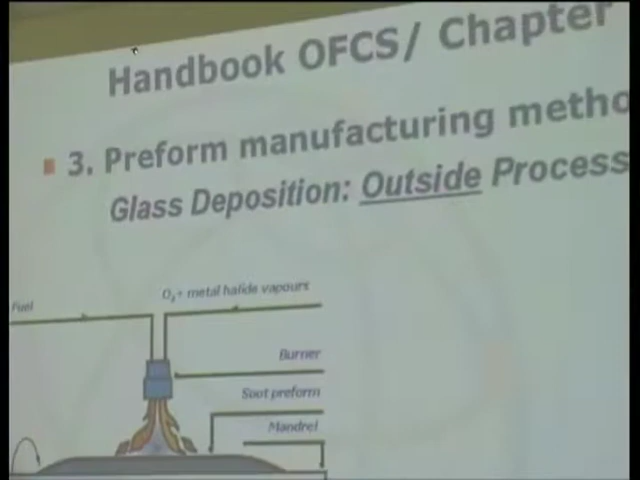 Handbook OFCS/ Chapter
3. Preform manufacturing metho
Glass Deposition: Outside Process
Fuel
O₂+ metal halide vapours
Burner
Soot preform
Mandrel